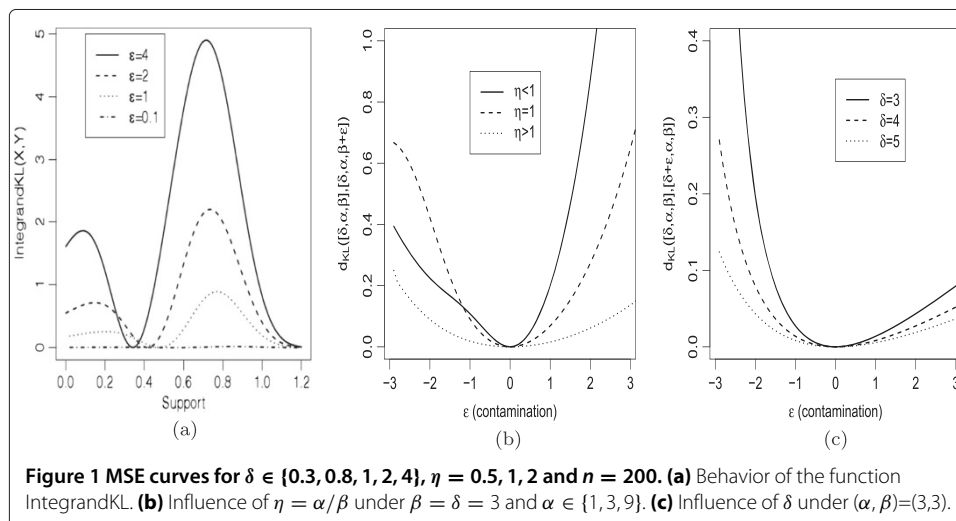 IntegrandKL(X,Y)
5
4
3
2
1
0
ε=4
ε=2
ε=1
ε=0.1
0.0 0.2 0.4 0.6 0.8 1.0 1.2
Support
(a)
d_KL([δ,α,β],[δ,α,β+ε])
1.0
0.8
0.6
0.4
0.2
0.0
η<1
η=1
η>1
−3 −2 −1 0 1 2 3
ε (contamination)
(b)
d_KL([δ,α,β],[δ+ε,α,β])
0.4
0.3
0.2
0.1
0.0
δ=3
δ=4
δ=5
−3 −2 −1 0 1 2 3
ε (contamination)
(c)
Figure 1 MSE curves for δ ∈ {0.3, 0.8, 1, 2, 4}, η = 0.5, 1, 2 and n = 200. (a) Behavior of the function
IntegrandKL. (b) Influence of η = α/β under β = δ = 3 and α ∈ {1, 3, 9}. (c) Influence of δ under (α, β)=(3,3).